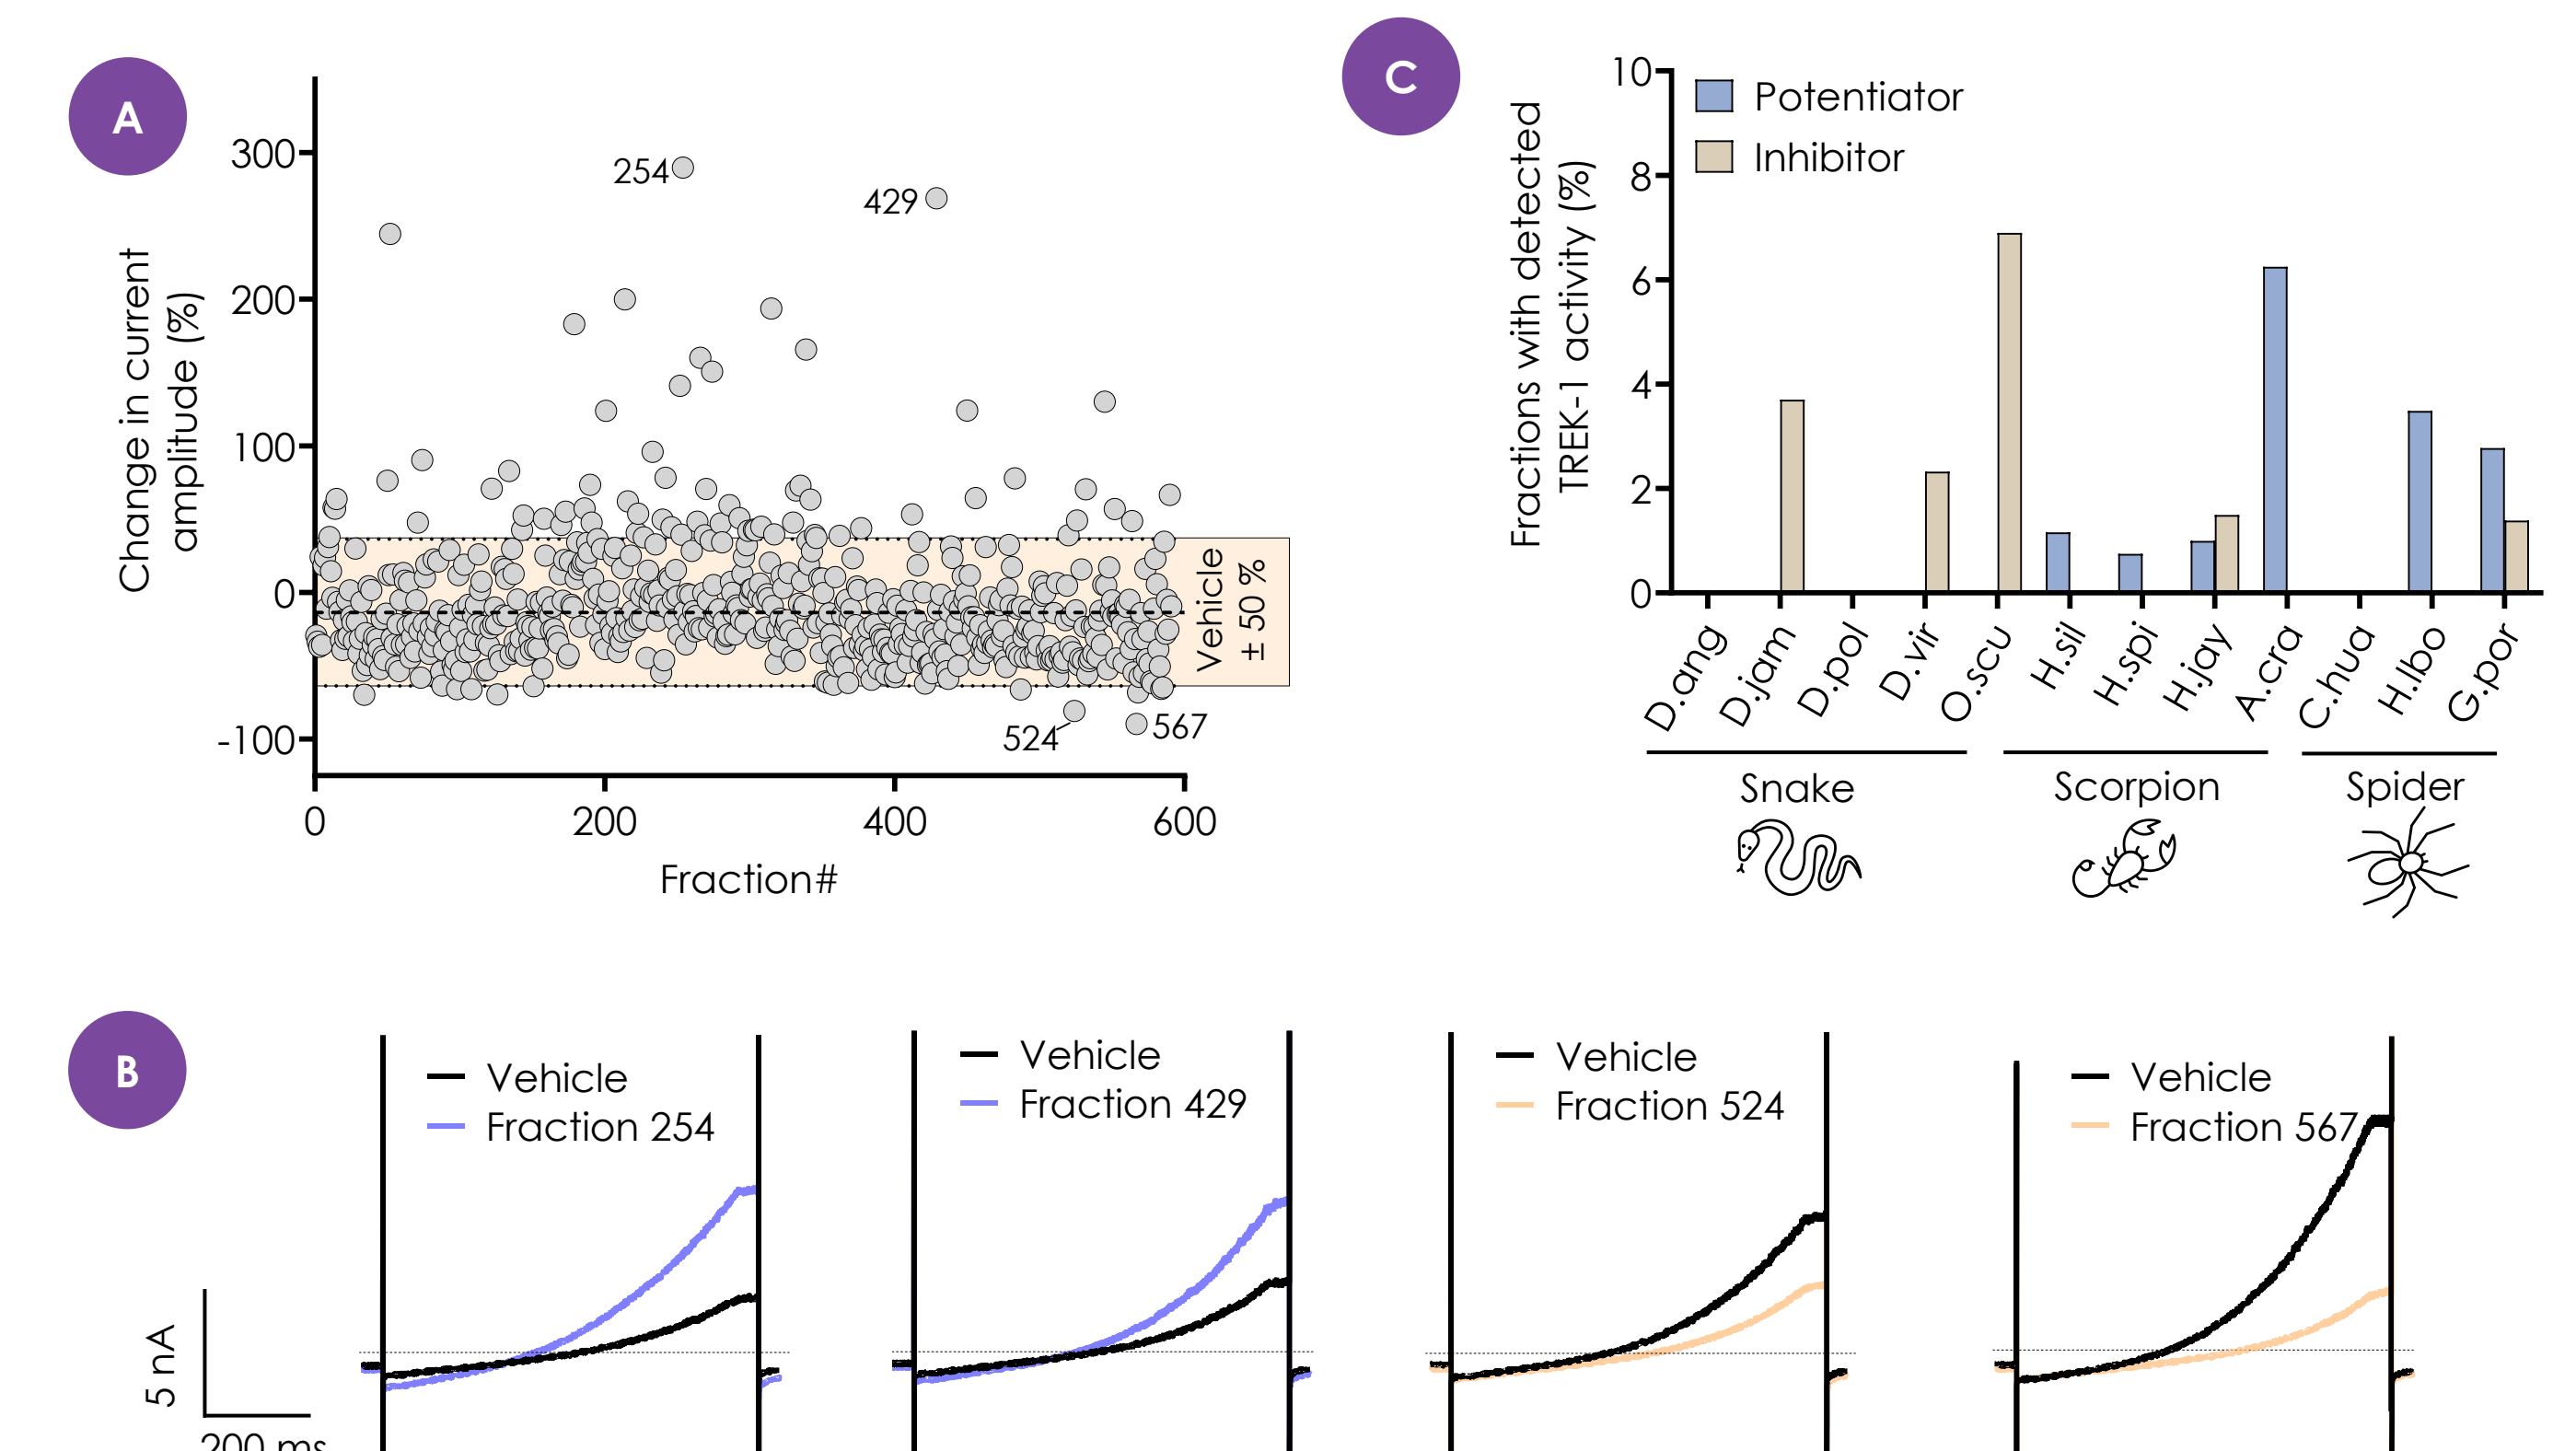 A
Change in current
amplitude (%)
300
200
100
0
-100
254
429
524
567
Vehicle
± 50 %
0
200
400
600
Fraction#
C
Fractions with detected
TREK-1 activity (%)
10
8
6
4
2
0
Potentiator
Inhibitor
D.ang
D.jam
D.pol
D.vir
O.scu
H.sil
H.spi
H.jay
A.cra
C.hua
H.lbo
G.por
Snake
Scorpion
Spider
B
Vehicle
Fraction 254
Vehicle
Fraction 429
Vehicle
Fraction 524
Vehicle
Fraction 567
5 nA
200 ms